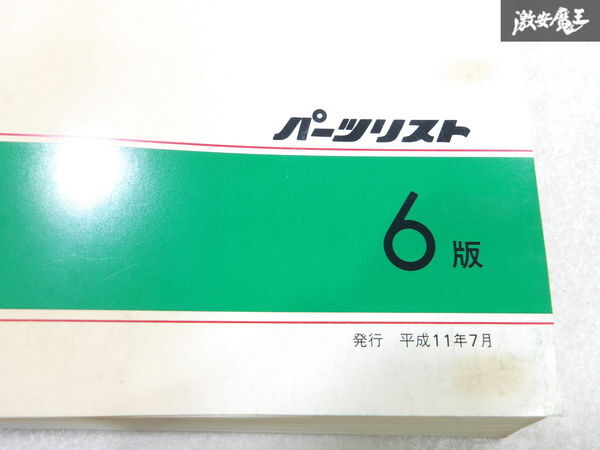 激安魔王
パーツリスト
6版
発行 平成11年7月